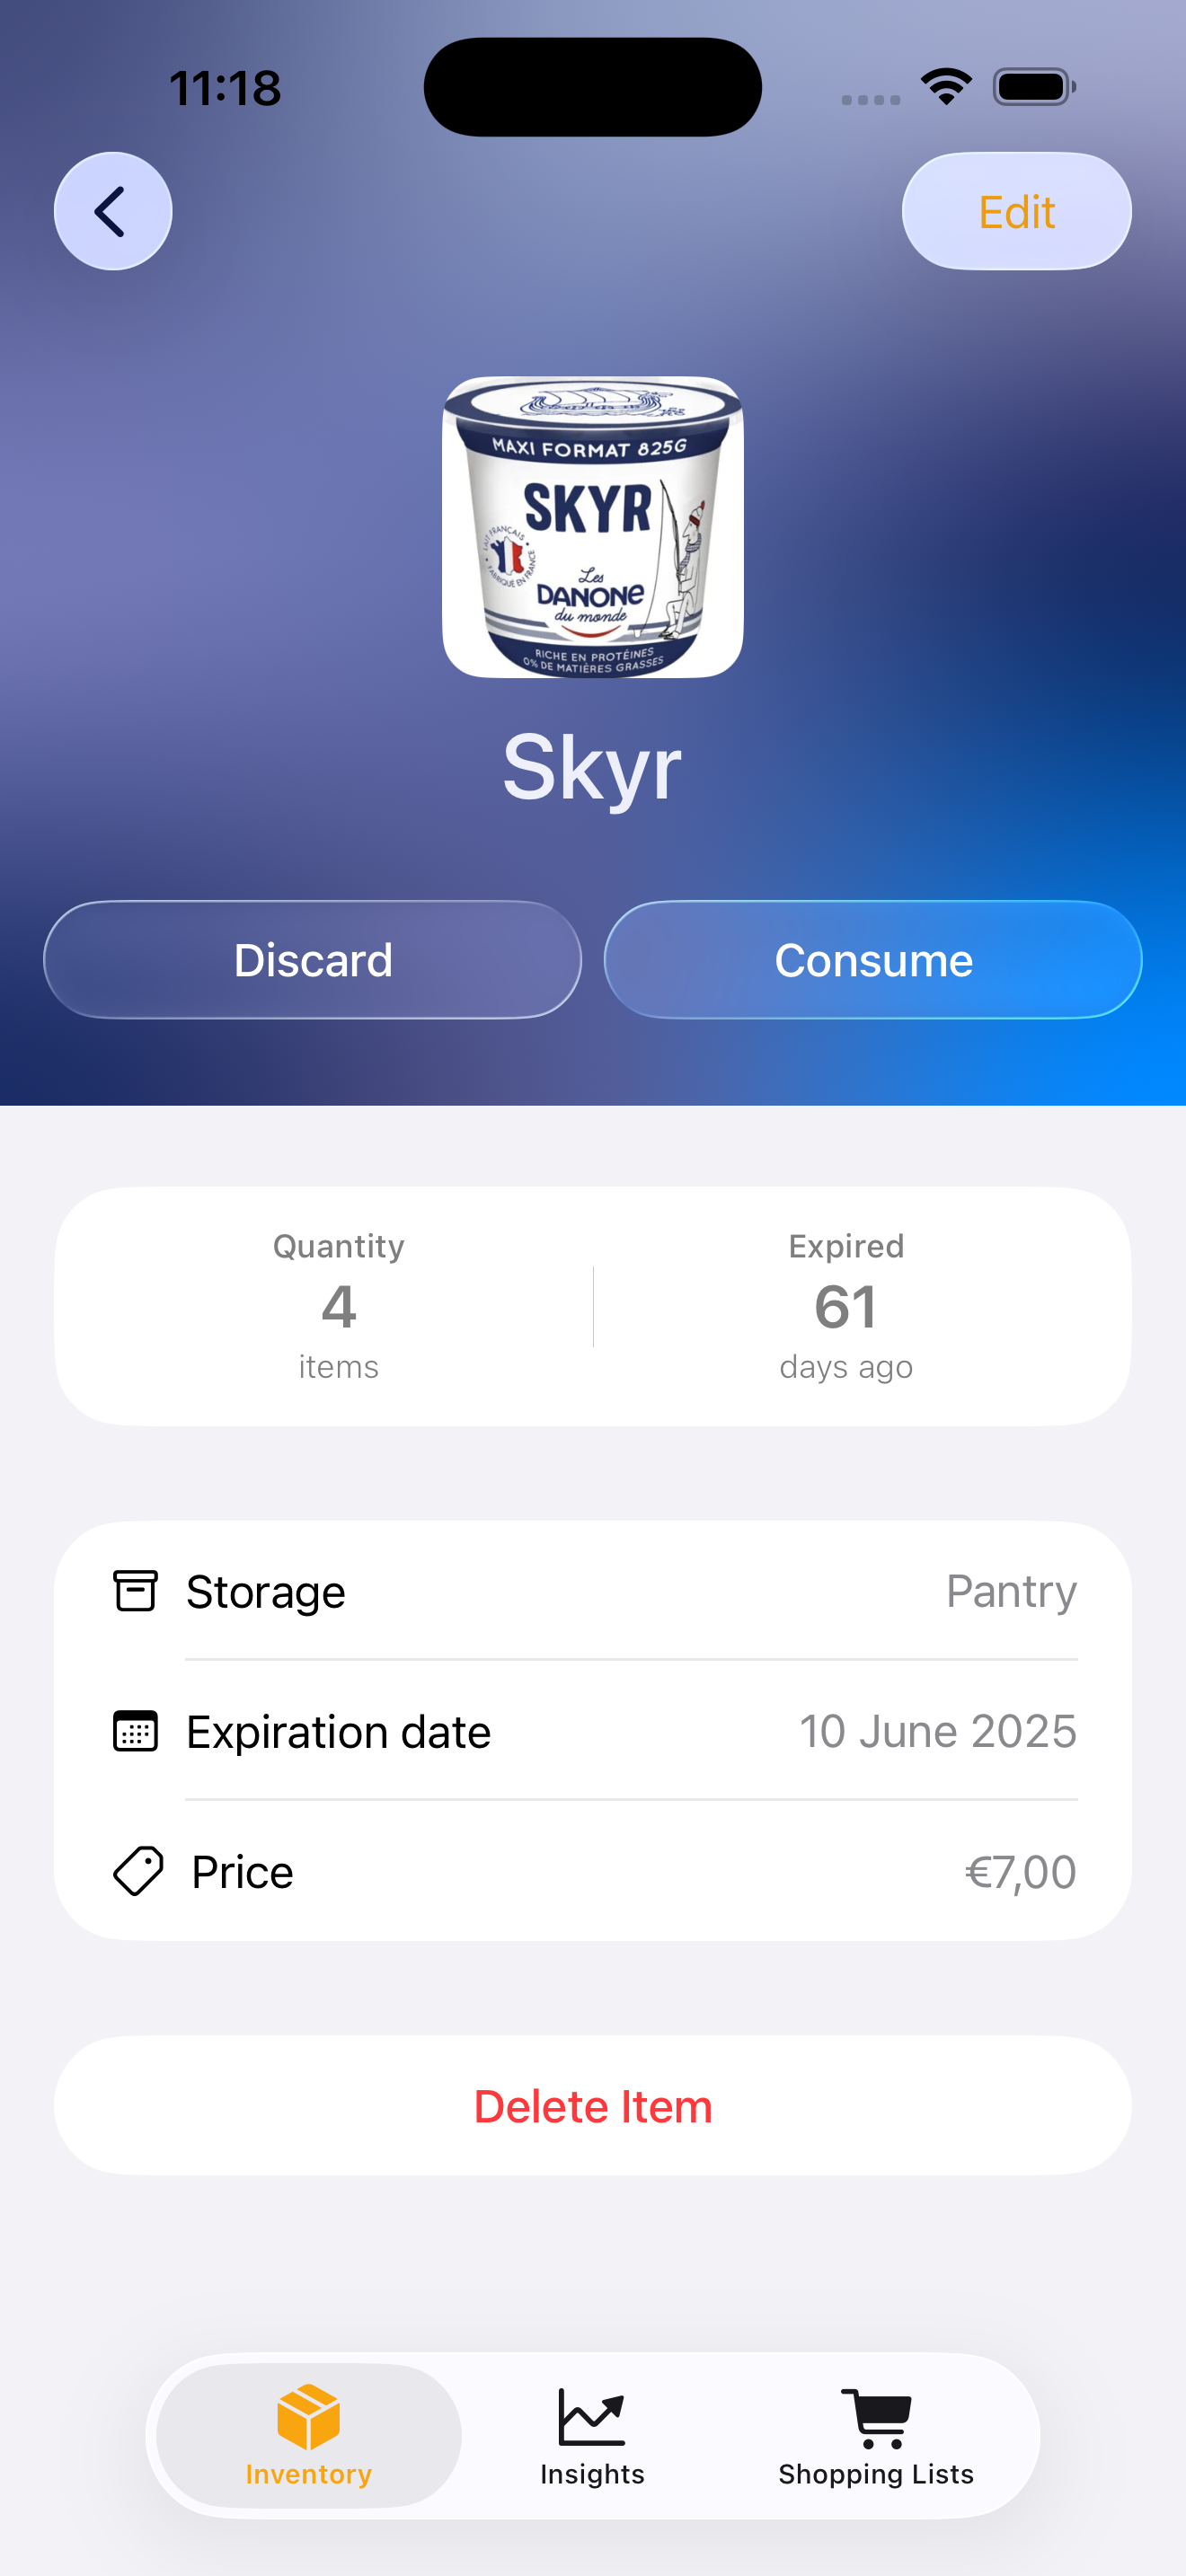 11:18
Edit
MAXI FORMAT 825G
SKYR
LAIT FRANÇAIS • FABRIQUÉ EN FRANCE •
Les
DANONE
du monde
RICHE EN PROTÉINES
0% DE MATIÈRES GRASSES
Skyr
Discard
Consume
Quantity
Expired
4
61
items
days ago
Storage
Pantry
Expiration date
10 June 2025
Price
€7,00
Delete Item
Inventory
Insights
Shopping Lists